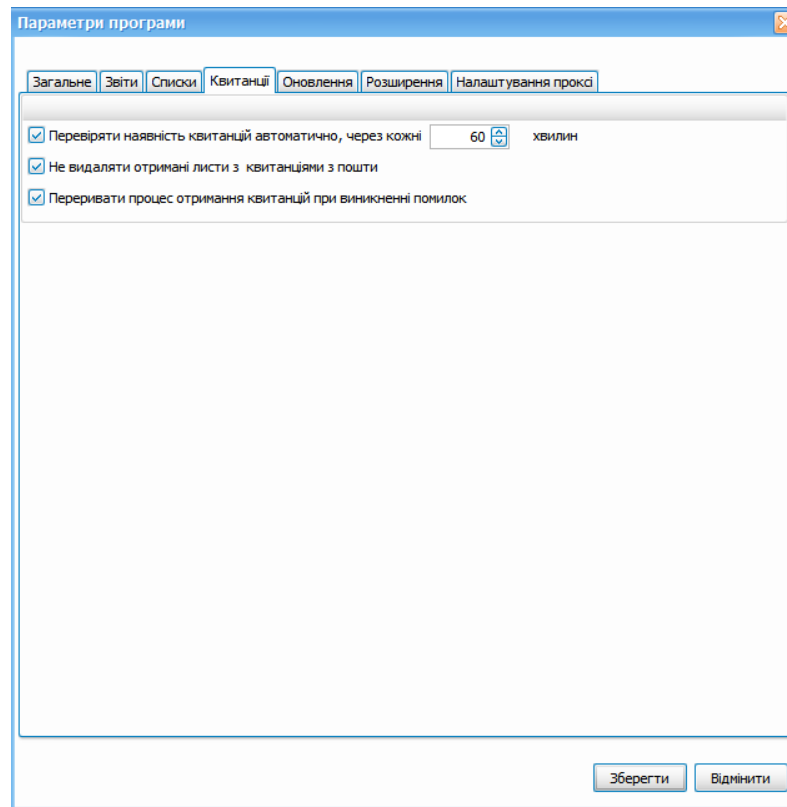 Параметри програми
Загальне Звіти Списки Квитанції Оновлення Розширення Налаштування проксі
Перевіряти наявність квитанцій автоматично, через кожні 60 хвилин
Не видаляти отримані листи з квитанціями з пошти
Переривати процес отримання квитанцій при виникненні помилок
Зберегти Відмінити